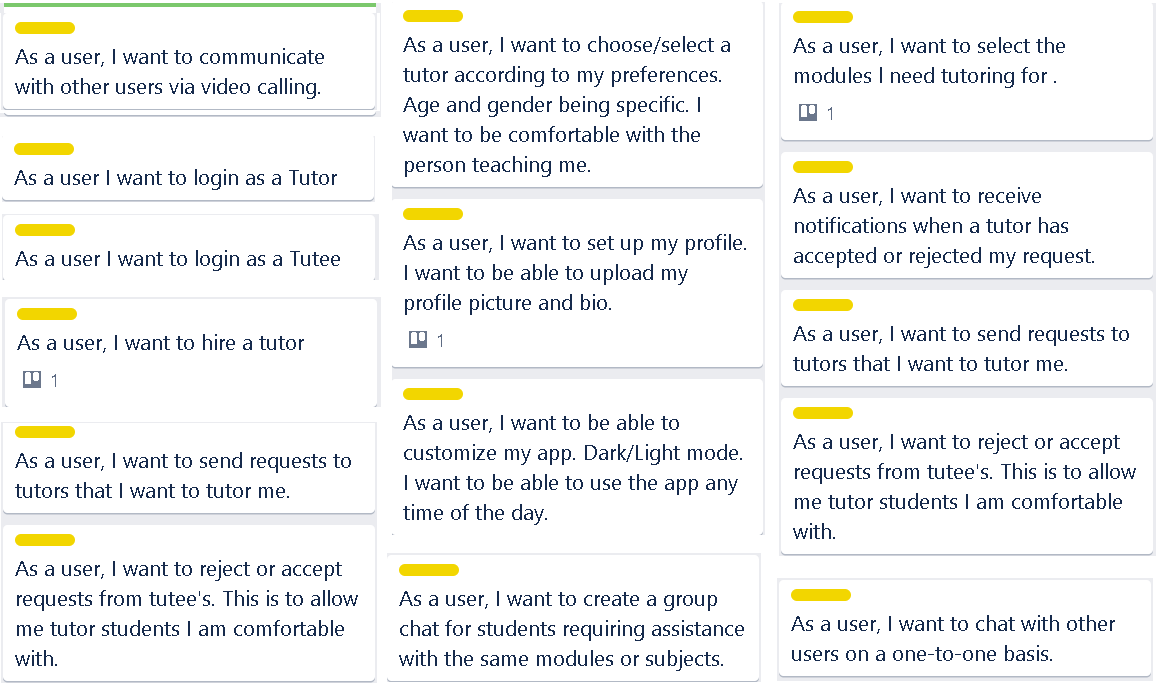 As a user, I want to communicate
with other users via video calling.
As a user I want to login as a Tutor
As a user I want to login as a Tutee
As a user, I want to hire a tutor
1
As a user, I want to send requests to
tutors that I want to tutor me.
As a user, I want to reject or accept
requests from tutee's. This is to allow
me tutor students I am comfortable
with.
As a user, I want to choose/select a
tutor according to my preferences.
Age and gender being specific. I
want to be comfortable with the
person teaching me.
As a user, I want to set up my profile.
I want to be able to upload my
profile picture and bio.
1
As a user, I want to be able to
customize my app. Dark/Light mode.
I want to be able to use the app any
time of the day.
As a user, I want to create a group
chat for students requiring assistance
with the same modules or subjects.
As a user, I want to select the
modules I need tutoring for .
1
As a user, I want to receive
notifications when a tutor has
accepted or rejected my request.
As a user, I want to send requests to
tutors that I want to tutor me.
As a user, I want to reject or accept
requests from tutee's. This is to allow
me tutor students I am comfortable
with.
As a user, I want to chat with other
users on a one-to-one basis.